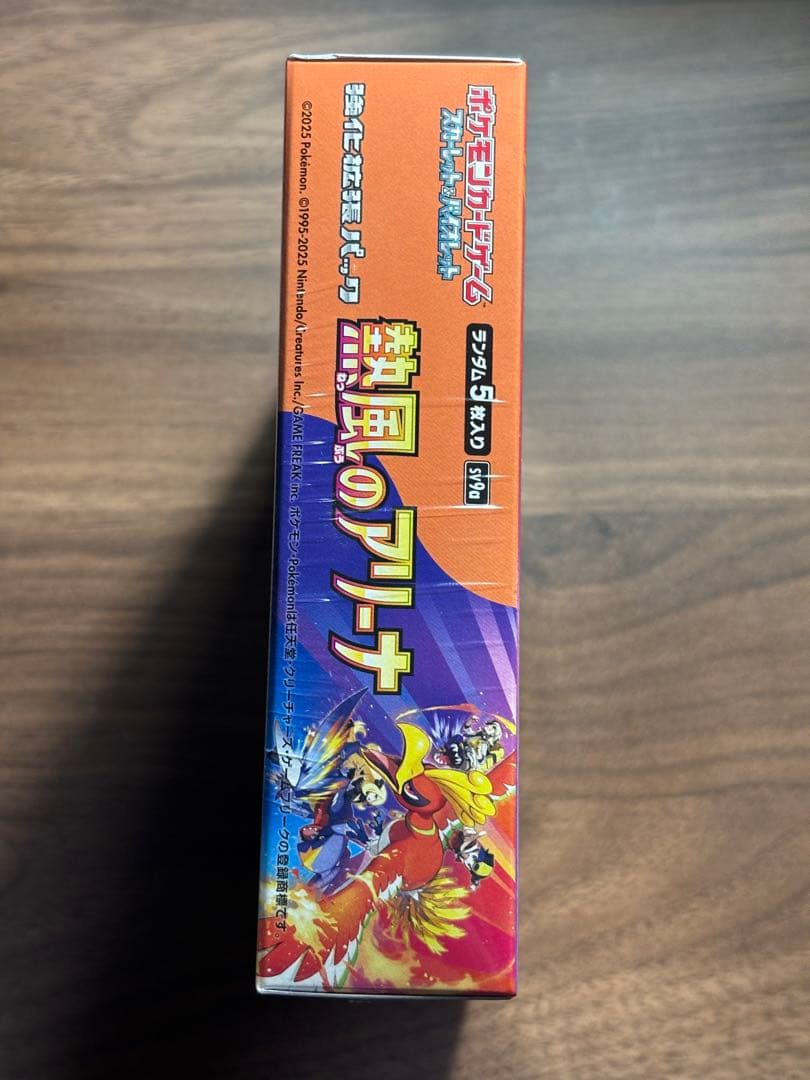 ポケモンカードゲーム
スカーレット&バイオレット
ランダム5枚入り
SV9a
強化拡張パック
熱風のアリーナ
ねっぷう
©2025 Pokémon. ©1995-2025 Nintendo/Creatures Inc./GAME FREAK inc. ポケモン・Pokémonは任天堂・クリーチャーズ・ゲームフリークの登録商標です。